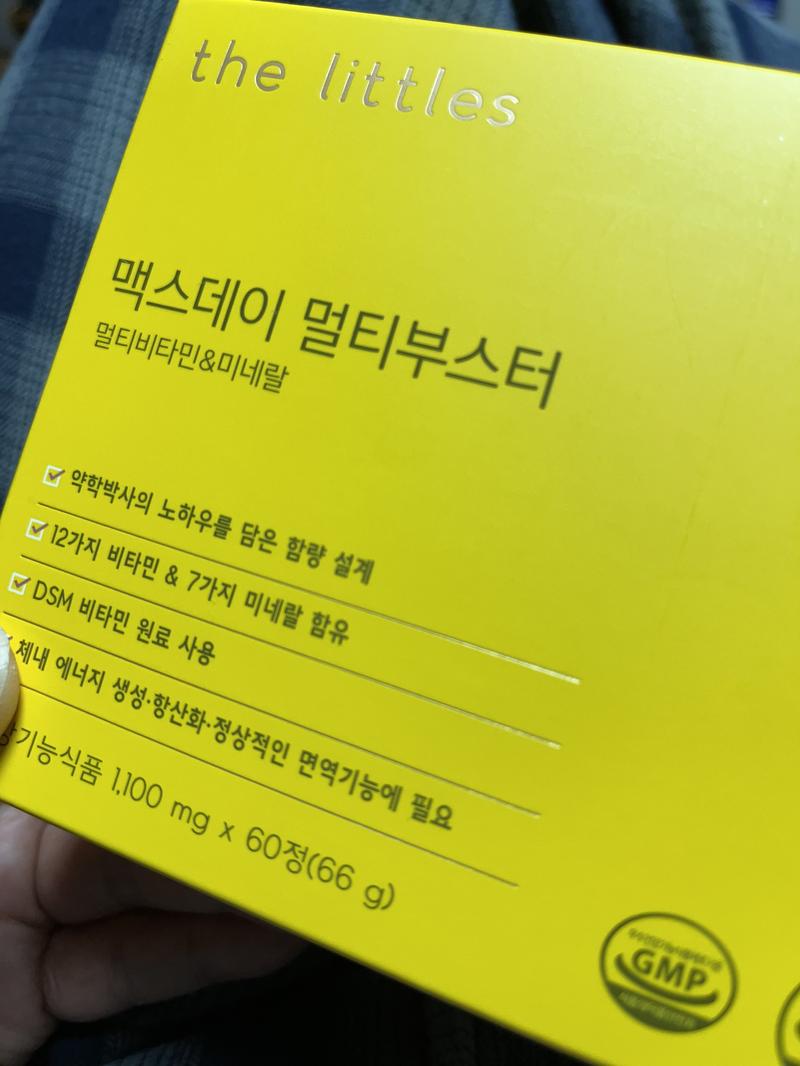 the littles
맥스데이 멀티부스터
멀티비타민&미네랄
약학박사의 노하우를 담은 함량 설계
12가지 비타민 & 7가지 미네랄 함유
DSM 비타민 원료 사용
체내 에너지 생성·항산화·정상적인 면역기능에 필요
기능식품 1,100 mg x 60정(66 g)
GMP